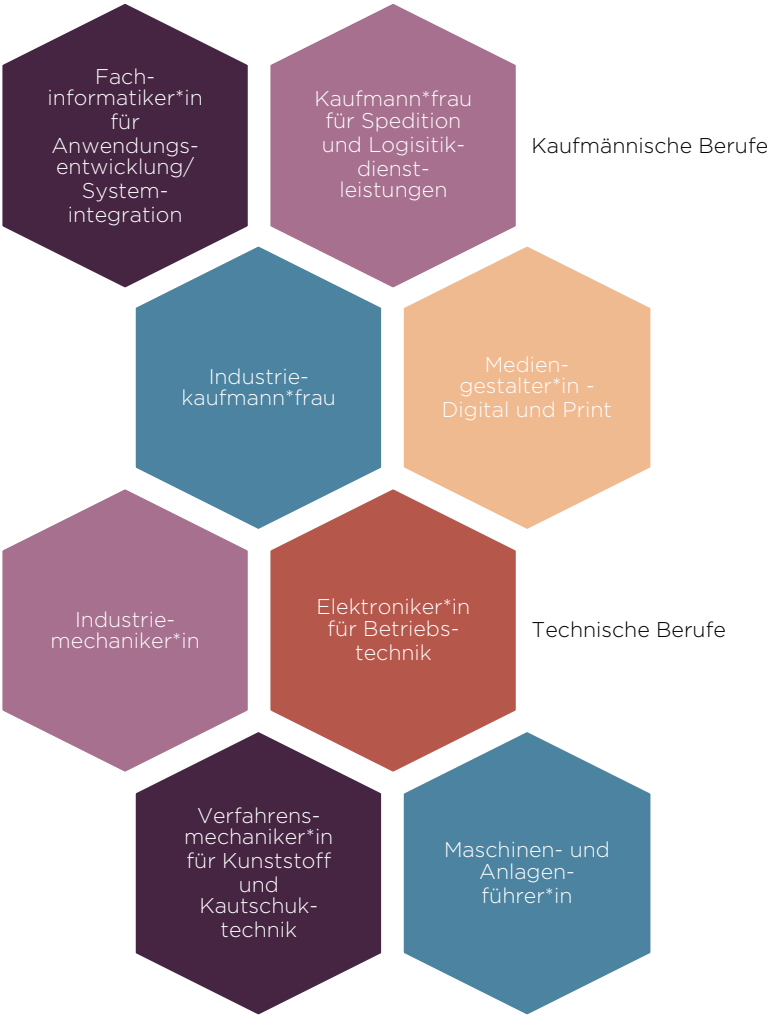 Fach-
informatiker*in
für
Anwendungs-
entwicklung/
System-
integration
Kaufmann*frau
für Spedition
und Logisitik-
dienst-
leistungen
Kaufmännische Berufe
Industrie-
kaufmann*frau
Medien-
gestalter*in -
Digital und Print
Industrie-
mechaniker*in
Elektroniker*in
für Betriebs-
technik
Technische Berufe
Verfahrens-
mechaniker*in
für Kunststoff
und
Kautschuk-
technik
Maschinen- und
Anlagen-
führer*in